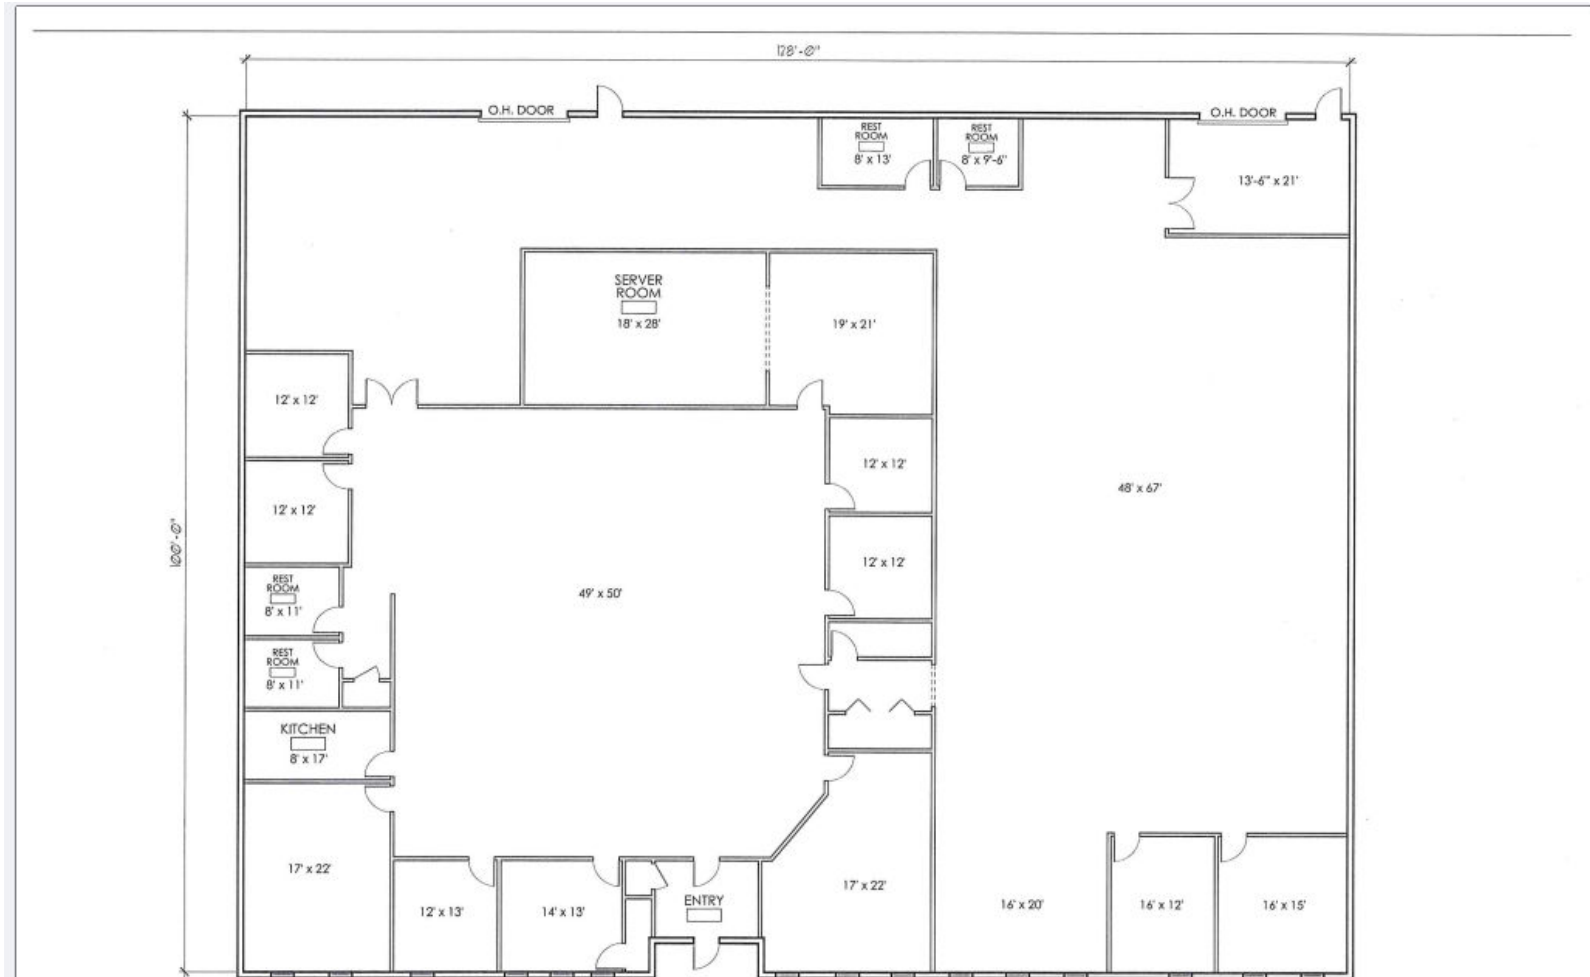 128'-0"
O.H. DOOR
O.H. DOOR
REST
ROOM
8' x 13'
REST
ROOM
8' x 9'-6"
13'-6" x 21'
SERVER
ROOM
18' x 28'
19' x 21'
12' x 12'
12' x 12'
48' x 67'
12' x 12'
100'-0"
12' x 12'
REST
ROOM
8' x 11'
49' x 50'
REST
ROOM
8' x 11'
KITCHEN
8' x 17'
17' x 22'
17' x 22'
ENTRY
12' x 13'
14' x 13'
16' x 20'
16' x 12'
16' x 15'